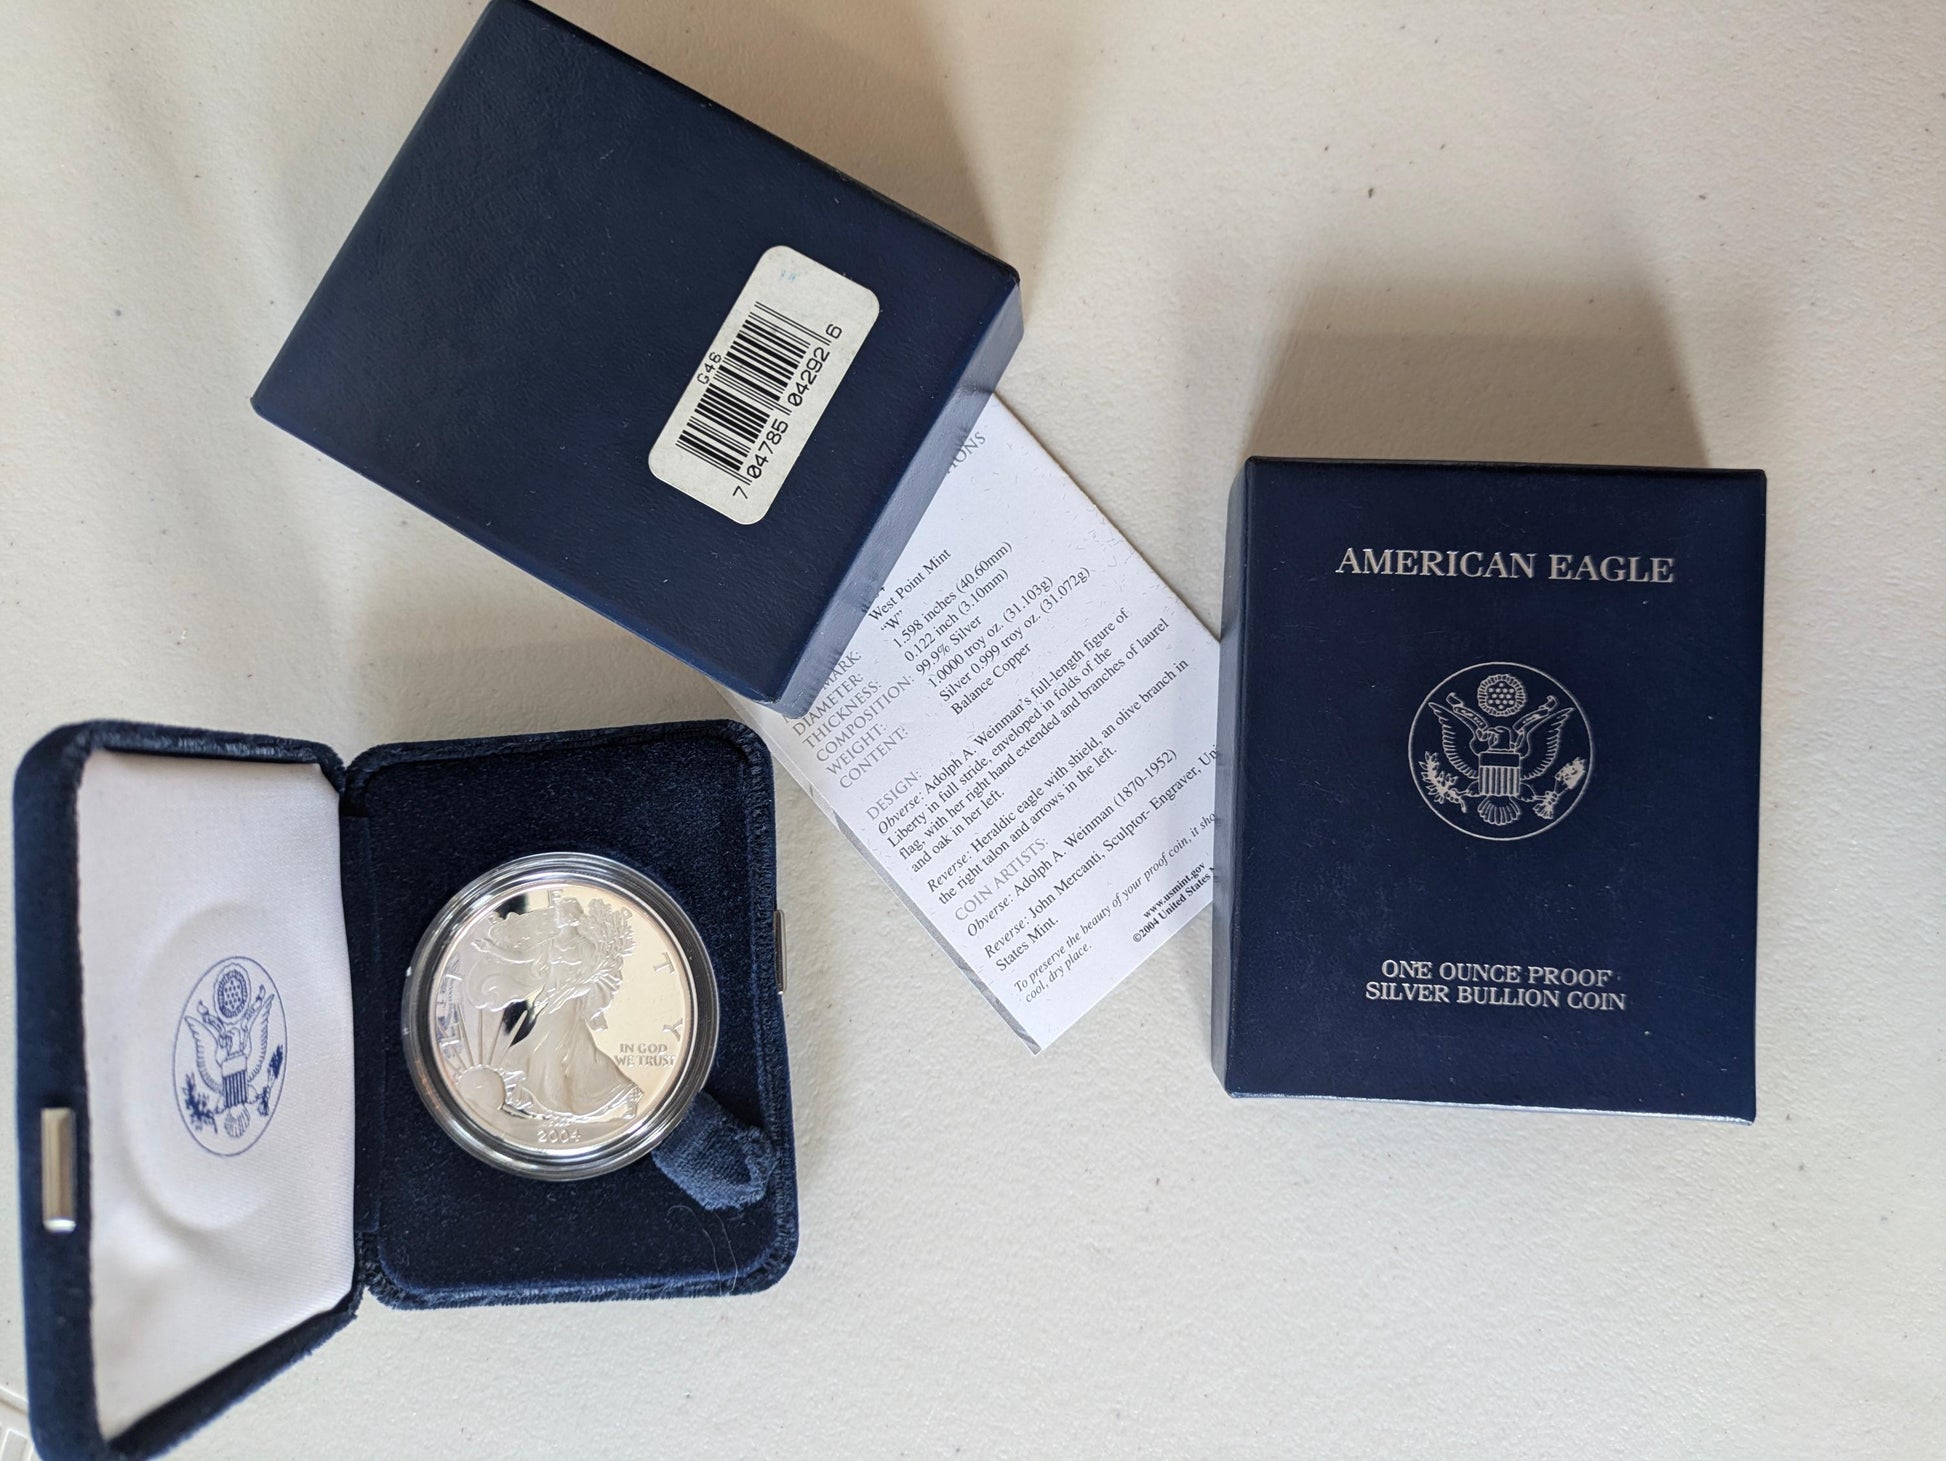 G46
7 04785 04292 6
IONS
West Point Mint
MARK: "W"
DIAMETER: 1.598 inches (40.60mm)
THICKNESS: 0.122 inch (3.10mm)
COMPOSITION: 99.9% Silver
WEIGHT: 1.0000 troy oz. (31.103g)
CONTENT: Silver 0.999 troy oz. (31.072g)
Balance Copper
DESIGN:
Obverse: Adolph A. Weinman's full-length figure of
Liberty in full stride, enveloped in folds of the
flag, with her right hand extended and branches of laurel
and oak in her left.
Reverse: Heraldic eagle with shield, an olive branch in
the right talon and arrows in the left.
COIN ARTISTS:
Obverse: Adolph A. Weinman (1870-1952)
Reverse: John Mercanti, Sculptor- Engraver, Uni
States Mint.
To preserve the beauty of your proof coin, it sho
cool, dry place.
www.usmint.gov
©2004 United States M
AMERICAN EAGLE
ONE OUNCE PROOF
SILVER BULLION COIN
LIBERTY
IN GOD
WE TRUST
2004